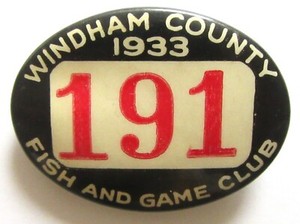 WINDHAM COUNTY
1933
191
FISH AND GAME CLUB